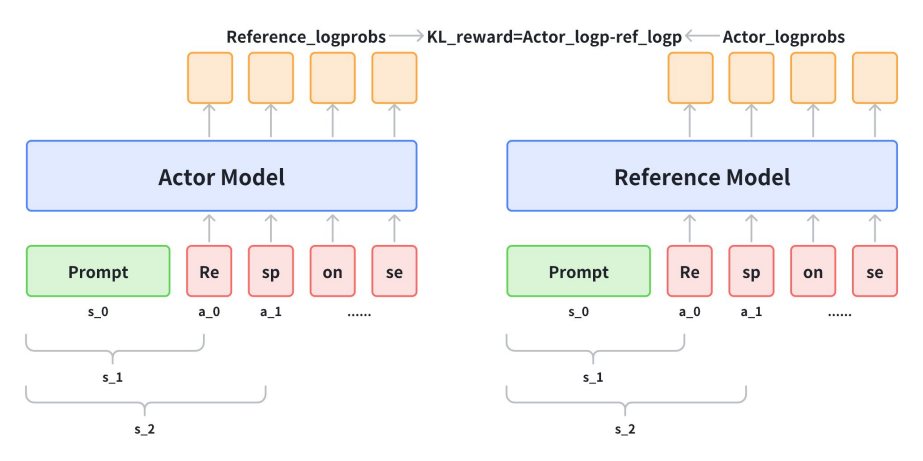 Reference_logprobs KL_reward=Actor_logp-ref_logp Actor_logprobs
Actor Model Reference Model
Prompt Re sp on se Prompt Re sp on se
s_0 a_0 a_1 ...... s_0 a_0 a_1 ......
s_1 s_1
s_2 s_2